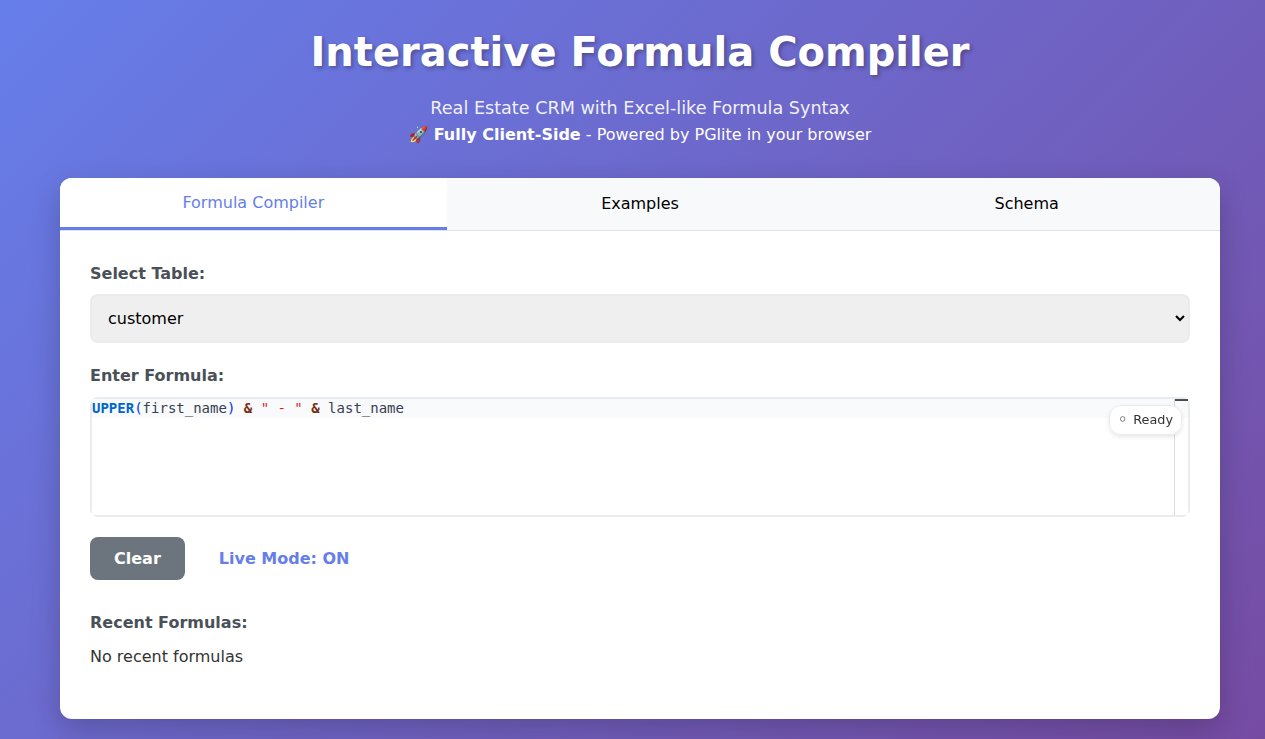 Interactive Formula Compiler
Real Estate CRM with Excel-like Formula Syntax
🚀 Fully Client-Side - Powered by PGlite in your browser
Formula Compiler
Examples
Schema
Select Table:
customer
Enter Formula:
UPPER(first_name) & " - " & last_name
Ready
Clear
Live Mode: ON
Recent Formulas:
No recent formulas